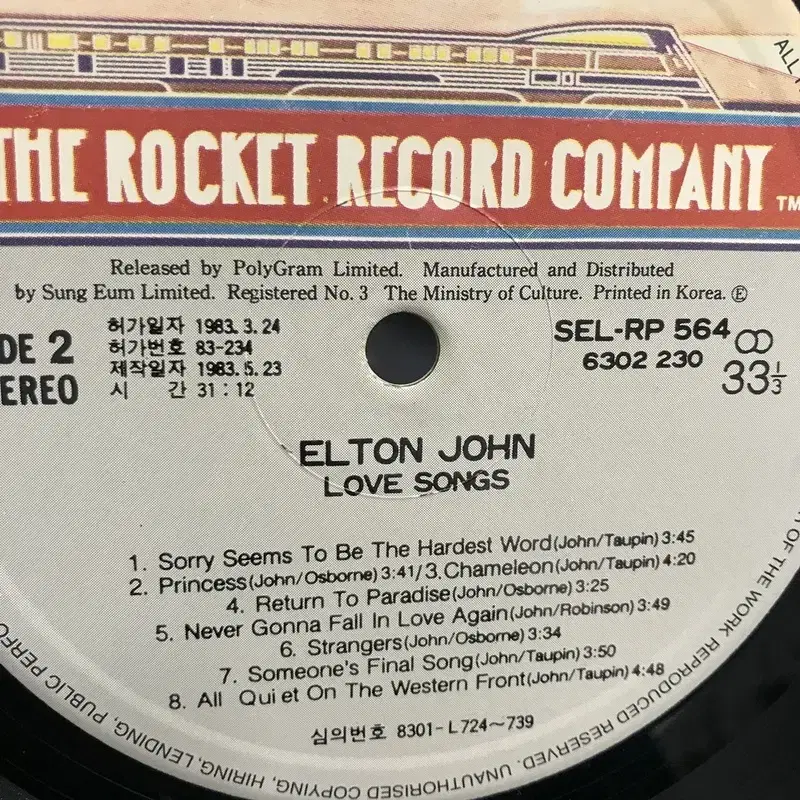 THE ROCKET RECORD COMPANY TM
Released by PolyGram Limited. Manufactured and Distributed
by Sung Eum Limited. Registered No. 3 The Ministry of Culture. Printed in Korea. Ⓔ
DE 2
EREO
허가일자 1983. 3. 24
허가번호 83-234
제작일자 1983. 5. 23
시 간 31 : 12
SEL-RP 564
6302 230
33⅓
ELTON JOHN
LOVE SONGS
1. Sorry Seems To Be The Hardest Word(John/Taupin) 3:45
2. Princess(John/Osborne) 3:41/3. Chameleon(John/Taupin) 4:20
4. Return To Paradise(John/Osborne) 3:25
5. Never Gonna Fall In Love Again(John/Robinson) 3:49
6. Strangers(John/Osborne) 3:34
7. Someone's Final Song(John/Taupin) 3:50
8. All Qui et On The Western Front(John/Taupin) 4:48
심의번호 8301-L724~739
ALL
OF THE WORK REPRODUCED RESERVED. UNAUTHORISED COPYING, HIRING, LENDING, PUBLIC PERFO